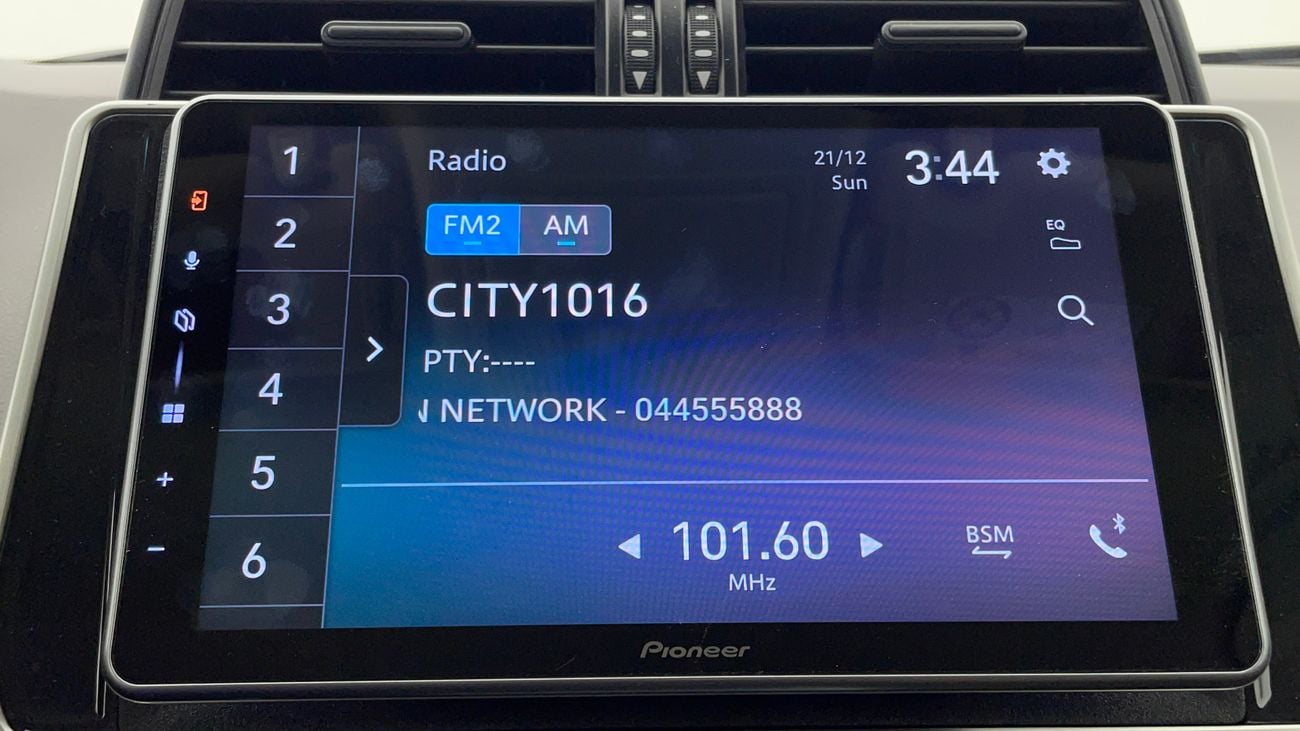 1
2
3
4
5
6
Radio
21/12
Sun
3:44
FM2
AM
EQ
CITY1016
PTY:----
NETWORK - 044555888
101.60
MHz
BSM
Pioneer